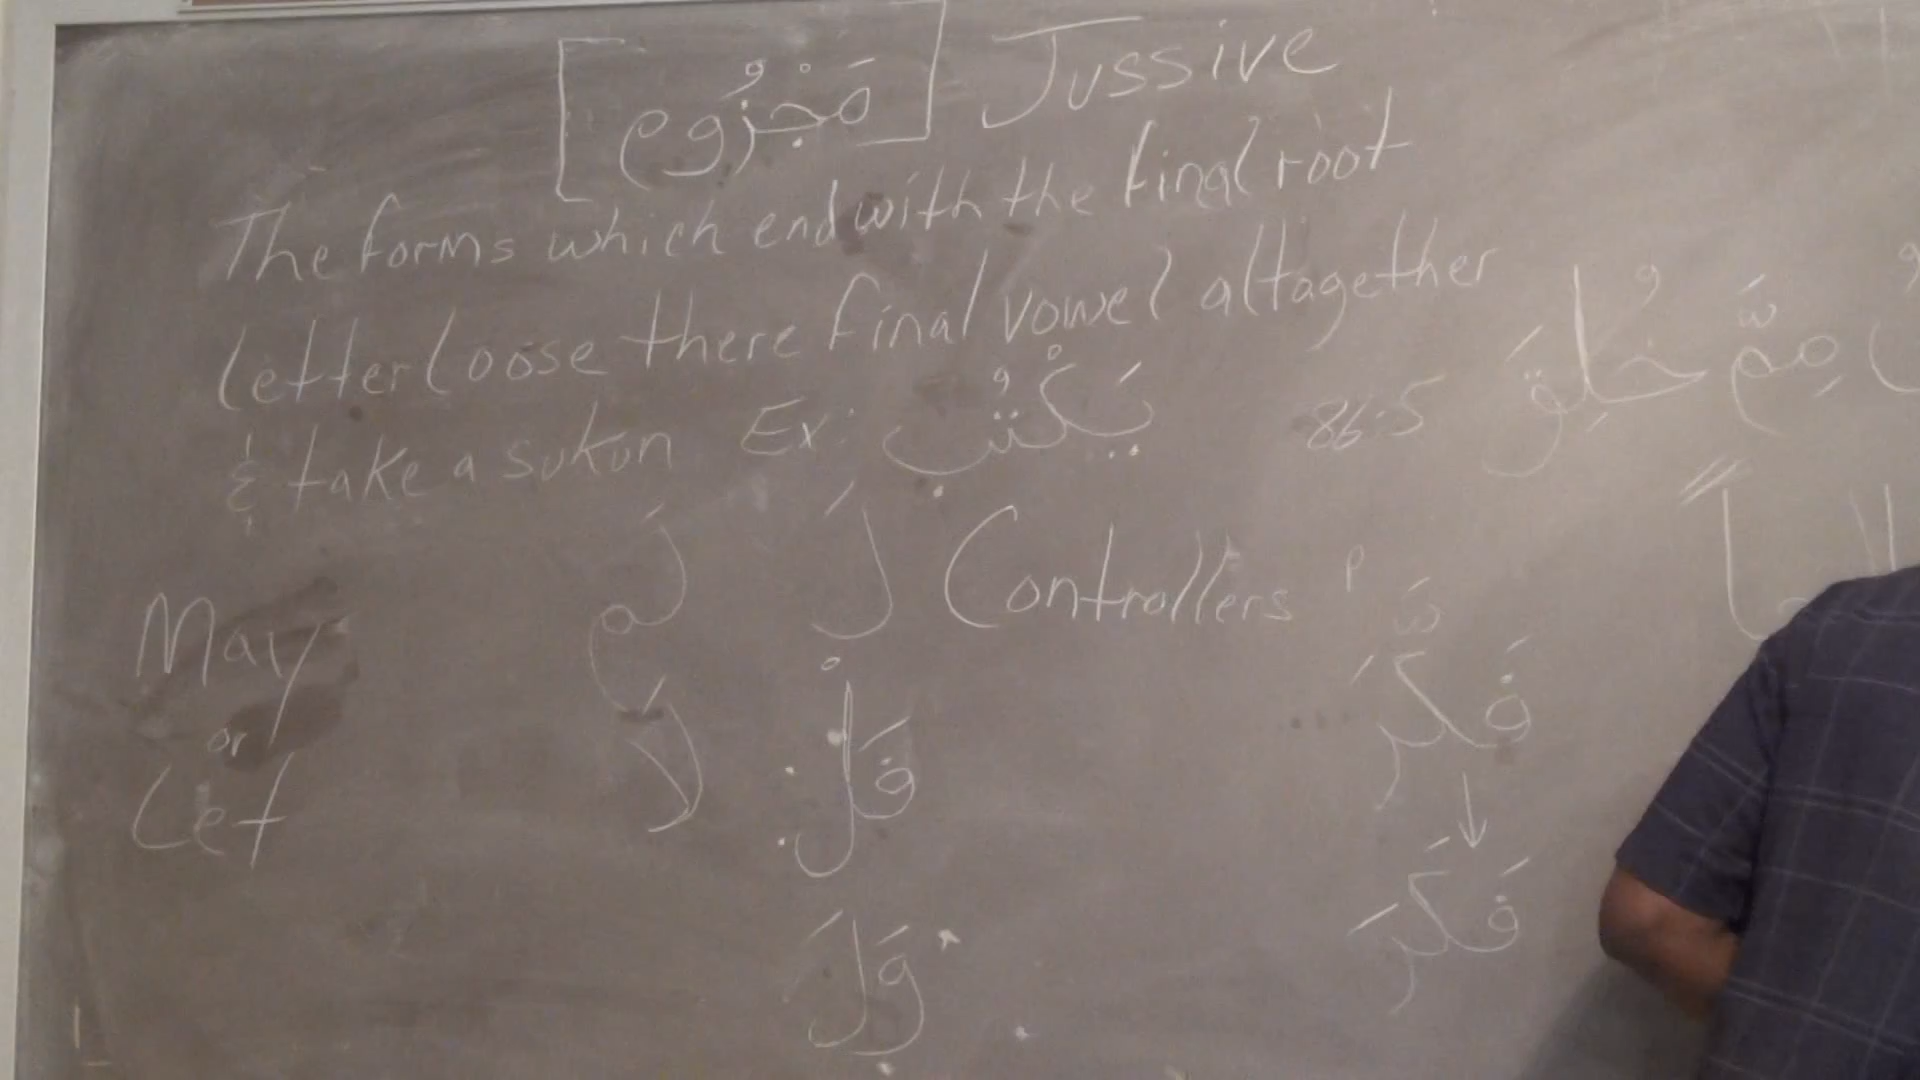 [مَجْزُوم] Jussive
The forms which end with the final root
letter loose there final vowel altagether
& take a sukun Ex: يَكْتُب
86:5 خُلِقَ مِمَّ
لَم لَ Controllers
May
or
Let
لَا فَلْ
فَكَّرَ
فَكَرَ
وَلَ